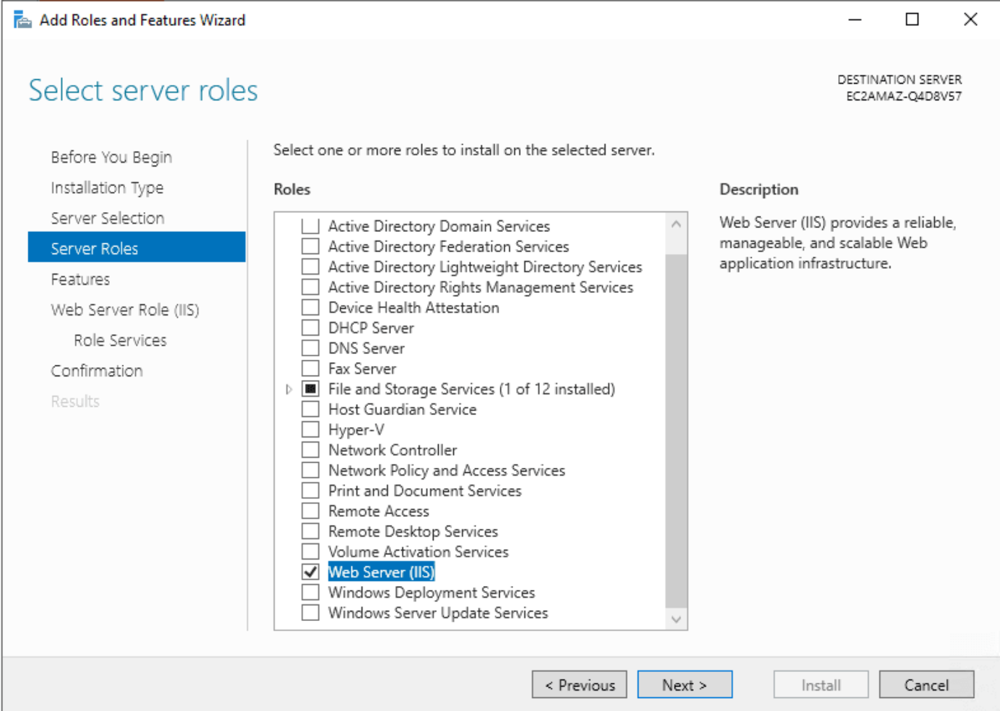 Add Roles and Features Wizard
Select server roles
DESTINATION SERVER
EC2AMAZ-Q4D8V57
Before You Begin
Installation Type
Server Selection
Server Roles
Features
Web Server Role (IIS)
Role Services
Confirmation
Results
Select one or more roles to install on the selected server.
Roles
Active Directory Domain Services
Active Directory Federation Services
Active Directory Lightweight Directory Services
Active Directory Rights Management Services
Device Health Attestation
DHCP Server
DNS Server
Fax Server
File and Storage Services (1 of 12 installed)
Host Guardian Service
Hyper-V
Network Controller
Network Policy and Access Services
Print and Document Services
Remote Access
Remote Desktop Services
Volume Activation Services
Web Server (IIS)
Windows Deployment Services
Windows Server Update Services
Description
Web Server (IIS) provides a reliable,
manageable, and scalable Web
application infrastructure.
< Previous
Next >
Install
Cancel